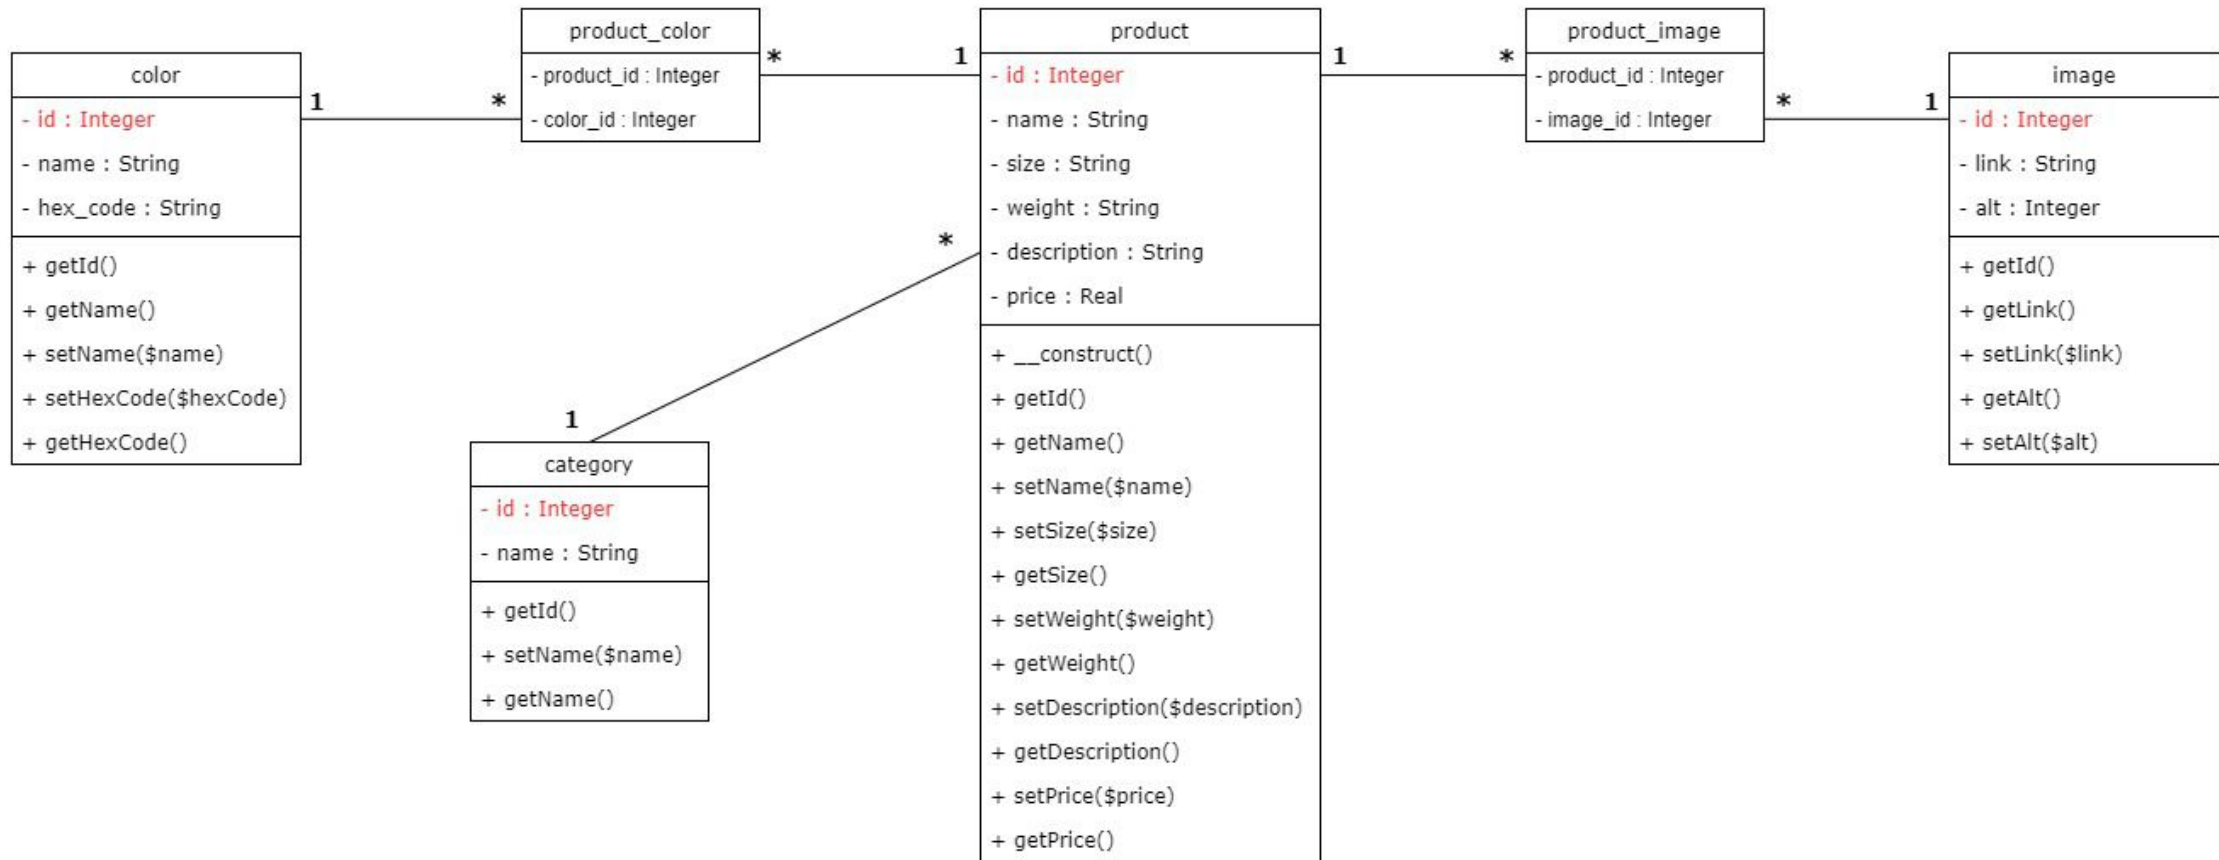 color
- id : Integer
- name : String
- hex_code : String
+ getId()
+ getName()
+ setName($name)
+ setHexCode($hexCode)
+ getHexCode()
1
*
product_color
- product_id : Integer
- color_id : Integer
*
1
product
- id : Integer
- name : String
- size : String
- weight : String
- description : String
- price : Real
+ __construct()
+ getId()
+ getName()
+ setName($name)
+ setSize($size)
+ getSize()
+ setWeight($weight)
+ getWeight()
+ setDescription($description)
+ getDescription()
+ setPrice($price)
+ getPrice()
*
1
category
- id : Integer
- name : String
+ getId()
+ setName($name)
+ getName()
1
*
product_image
- product_id : Integer
- image_id : Integer
*
1
image
- id : Integer
- link : String
- alt : Integer
+ getId()
+ getLink()
+ setLink($link)
+ getAlt()
+ setAlt($alt)